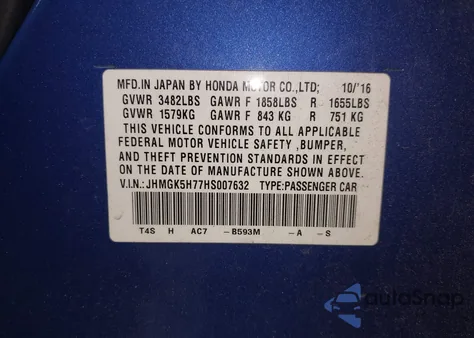 MFD.IN JAPAN BY HONDA MOTOR CO.,LTD; 10/'16
GVWR 3482LBS GAWR F 1858LBS R 1655LBS
GVWR 1579KG GAWR F 843 KG R 751 KG
THIS VEHICLE CONFORMS TO ALL APPLICABLE
FEDERAL MOTOR VEHICLE SAFETY ,BUMPER,
AND THEFT PREVENTION STANDARDS IN EFFECT
ON THE DATE OF MANUFACTURE SHOWN ABOVE.
V.I.N.: JHMGK5H77HS007632 TYPE:PASSENGER CAR
T4S H AC7 -B593M -A -S
autoSnap